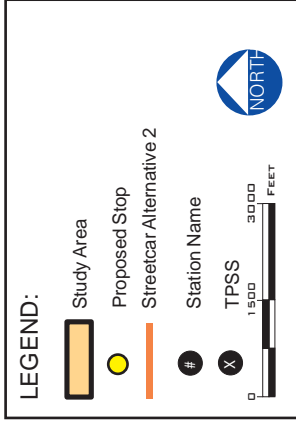 LEGEND:
Study Area
Proposed Stop
Streetcar Alternative 2
# Station Name
X TPSS
0 1500 3000
FEET
NORTH